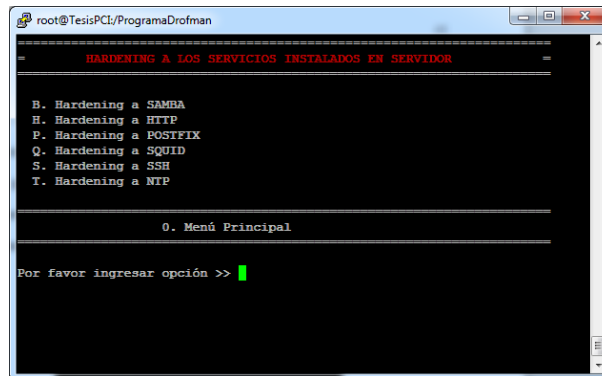 root@TesisPCI:/ProgramaDrofman
================================================================
= HARDENING A LOS SERVICIOS INSTALADOS EN SERVIDOR =
================================================================
B. Hardening a SAMBA
H. Hardening a HTTP
P. Hardening a POSTFIX
Q. Hardening a SQUID
S. Hardening a SSH
T. Hardening a NTP
================================================================
0. Menú Principal
================================================================
Por favor ingresar opción >>